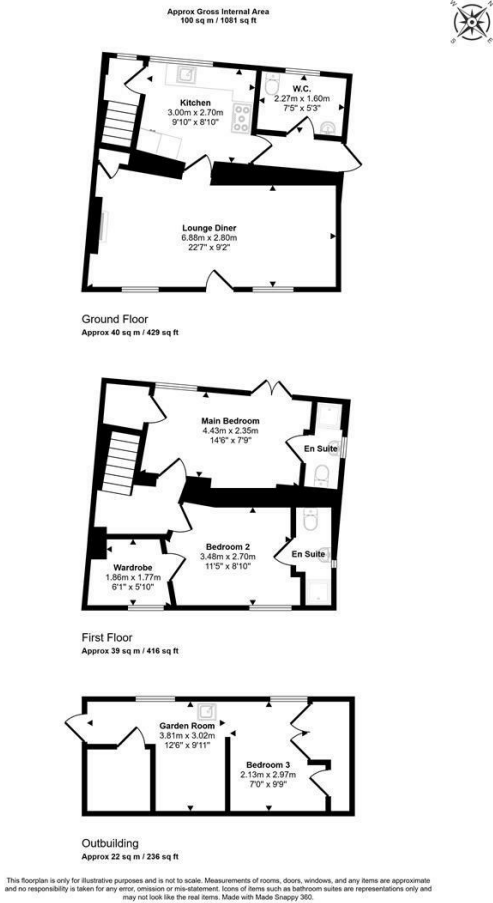 Approx Gross Internal Area
100 sq m / 1081 sq ft
N
E
S
W
Kitchen
3.00m x 2.70m
9'10" x 8'10"
W.C.
2.27m x 1.60m
7'5" x 5'3"
Lounge Diner
6.88m x 2.80m
22'7" x 9'2"
Ground Floor
Approx 40 sq m / 429 sq ft
Main Bedroom
4.43m x 2.35m
14'6" x 7'9"
En Suite
Bedroom 2
3.48m x 2.70m
11'5" x 8'10"
En Suite
Wardrobe
1.86m x 1.77m
6'1" x 5'10"
First Floor
Approx 39 sq m / 416 sq ft
Garden Room
3.81m x 3.02m
12'6" x 9'11"
Bedroom 3
2.13m x 2.97m
7'0" x 9'9"
Outbuilding
Approx 22 sq m / 236 sq ft
This floorplan is only for illustrative purposes and is not to scale. Measurements of rooms, doors, windows, and any items are approximate
and no responsibility is taken for any error, omission or mis-statement. Icons of items such as bathroom suites are representations only and
may not look like the real items. Made with Made Snappy 360.